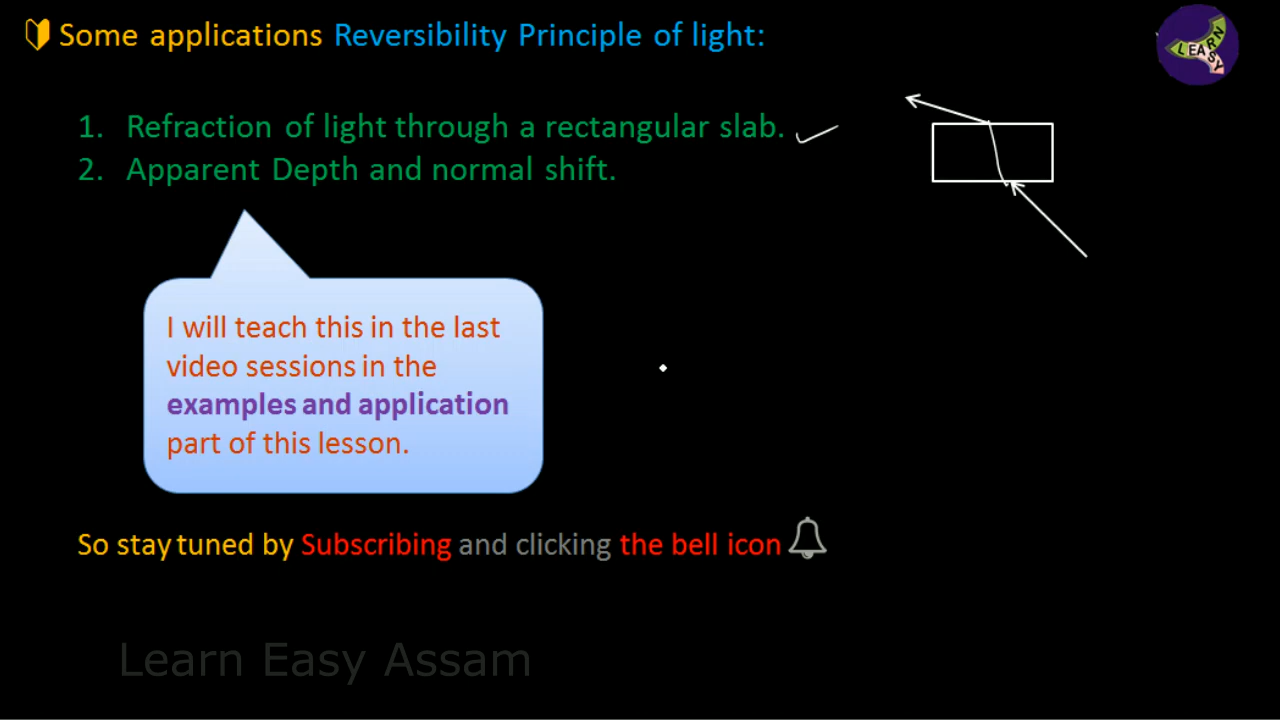 Some applications Reversibility Principle of light:
LEARN
EASY
1. Refraction of light through a rectangular slab.
2. Apparent Depth and normal shift.
I will teach this in the last
video sessions in the
examples and application
part of this lesson.
So stay tuned by Subscribing and clicking the bell icon
Learn Easy Assam